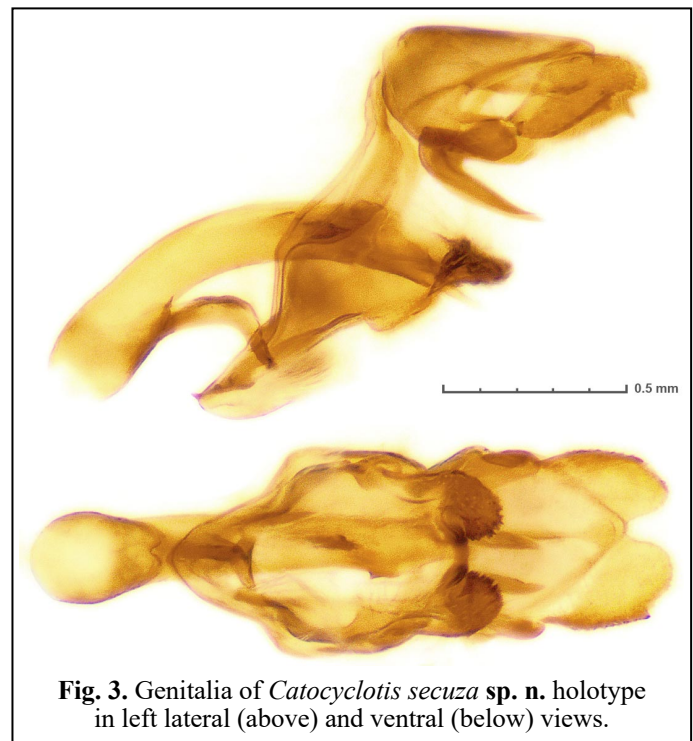 0.5 mm
Fig. 3. Genitalia of Catocyclotis secuza sp. n. holotype
in left lateral (above) and ventral (below) views.